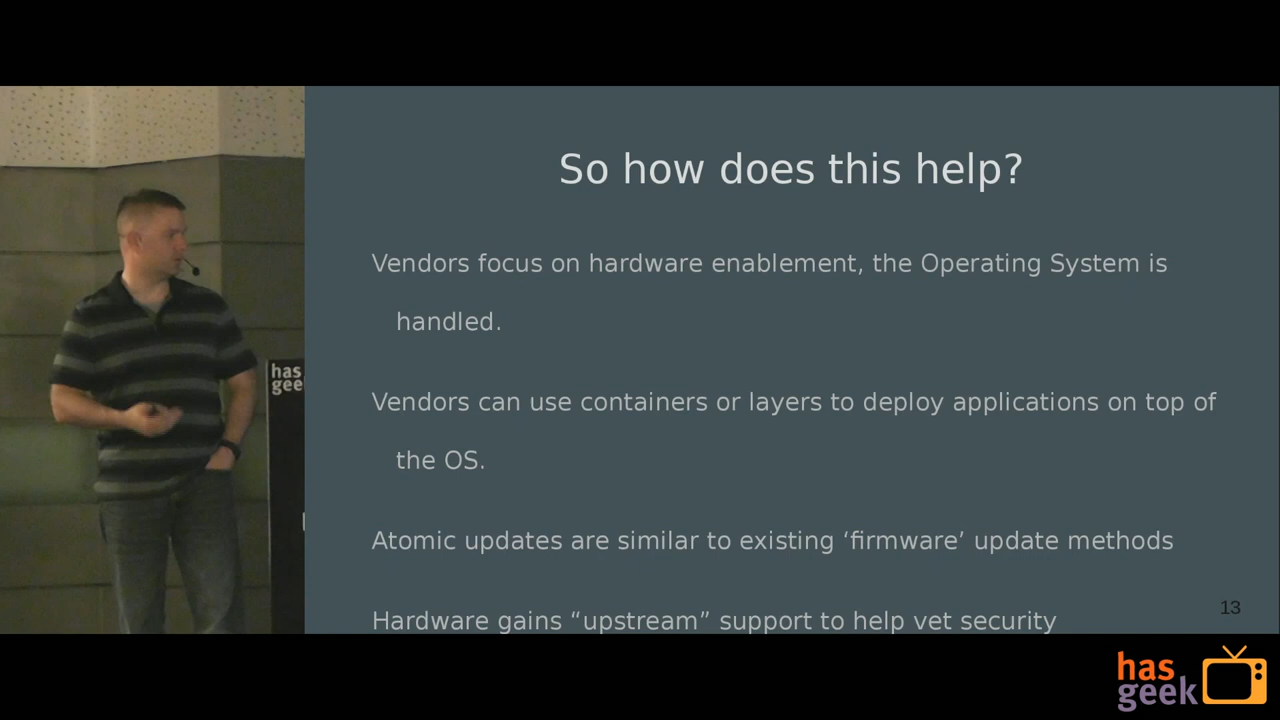 So how does this help?
Vendors focus on hardware enablement, the Operating System is
handled.
Vendors can use containers or layers to deploy applications on top of
the OS.
Atomic updates are similar to existing ‘firmware’ update methods
Hardware gains “upstream” support to help vet security
13
has
geek
has
geek